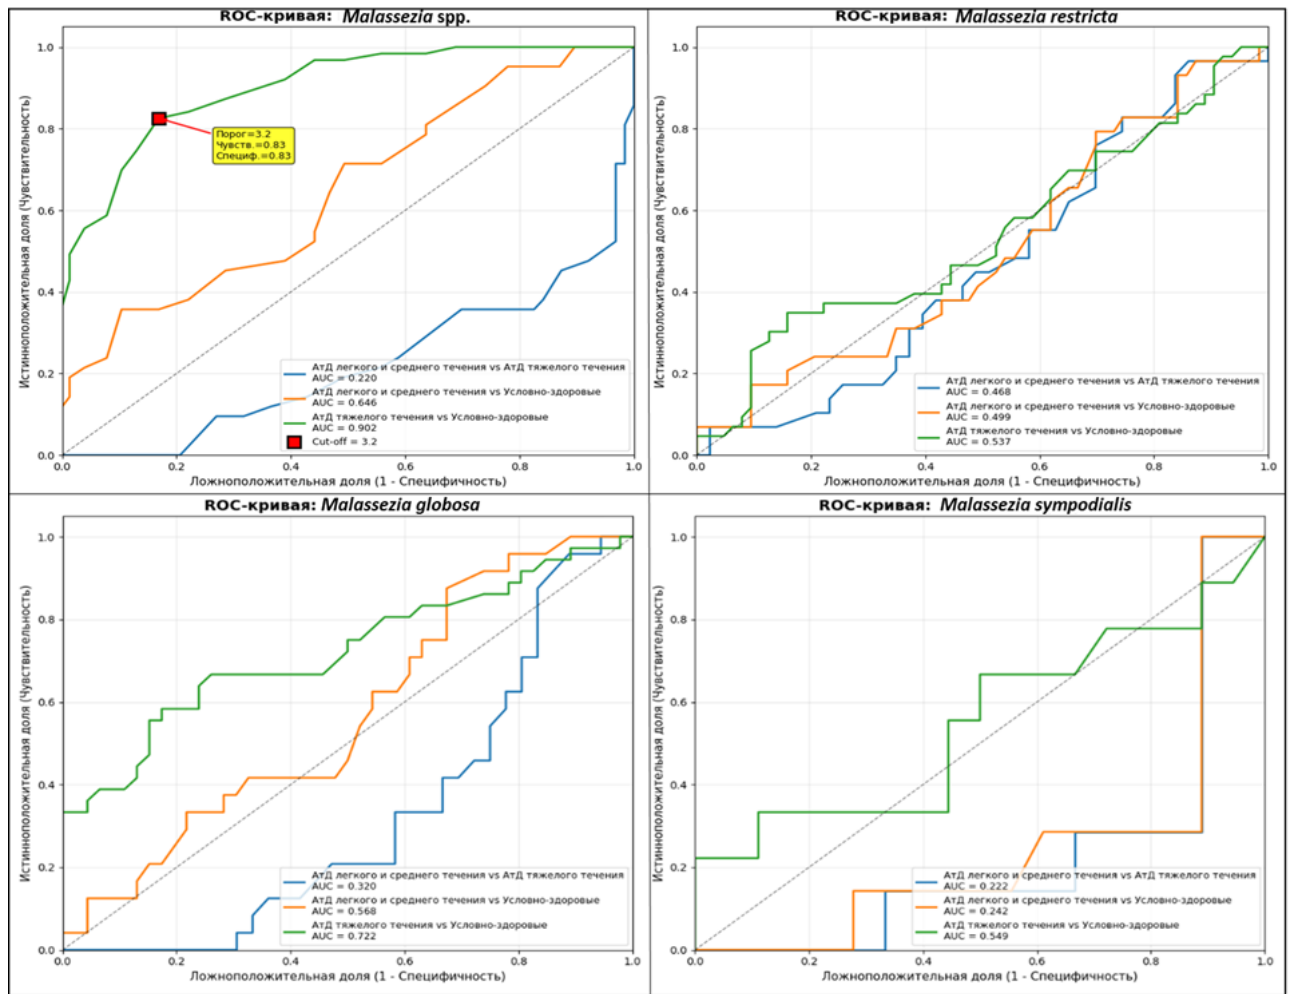 ROC-кривая: Malassezia spp.
Истинноположительная доля (Чувствительность)
1.0
0.8
0.6
0.4
0.2
0.0
Порог=3.2
Чувств.=0.83
Специф.=0.83
АтД легкого и среднего течения vs АтД тяжелого течения
AUC = 0.220
АтД легкого и среднего течения vs Условно-здоровые
AUC = 0.646
АтД тяжелого течения vs Условно-здоровые
AUC = 0.902
Cut-off = 3.2
0.0 0.2 0.4 0.6 0.8 1.0
Ложноположительная доля (1 - Специфичность)
ROC-кривая: Malassezia restricta
Истинноположительная доля (Чувствительность)
1.0
0.8
0.6
0.4
0.2
0.0
АтД легкого и среднего течения vs АтД тяжелого течения
AUC = 0.468
АтД легкого и среднего течения vs Условно-здоровые
AUC = 0.499
АтД тяжелого течения vs Условно-здоровые
AUC = 0.537
0.0 0.2 0.4 0.6 0.8 1.0
Ложноположительная доля (1 - Специфичность)
ROC-кривая: Malassezia globosa
Истинноположительная доля (Чувствительность)
1.0
0.8
0.6
0.4
0.2
0.0
АтД легкого и среднего течения vs АтД тяжелого течения
AUC = 0.320
АтД легкого и среднего течения vs Условно-здоровые
AUC = 0.568
АтД тяжелого течения vs Условно-здоровые
AUC = 0.722
0.0 0.2 0.4 0.6 0.8 1.0
Ложноположительная доля (1 - Специфичность)
ROC-кривая: Malassezia sympodialis
Истинноположительная доля (Чувствительность)
1.0
0.8
0.6
0.4
0.2
0.0
АтД легкого и среднего течения vs АтД тяжелого течения
AUC = 0.222
АтД легкого и среднего течения vs Условно-здоровые
AUC = 0.242
АтД тяжелого течения vs Условно-здоровые
AUC = 0.549
0.0 0.2 0.4 0.6 0.8 1.0
Ложноположительная доля (1 - Специфичность)